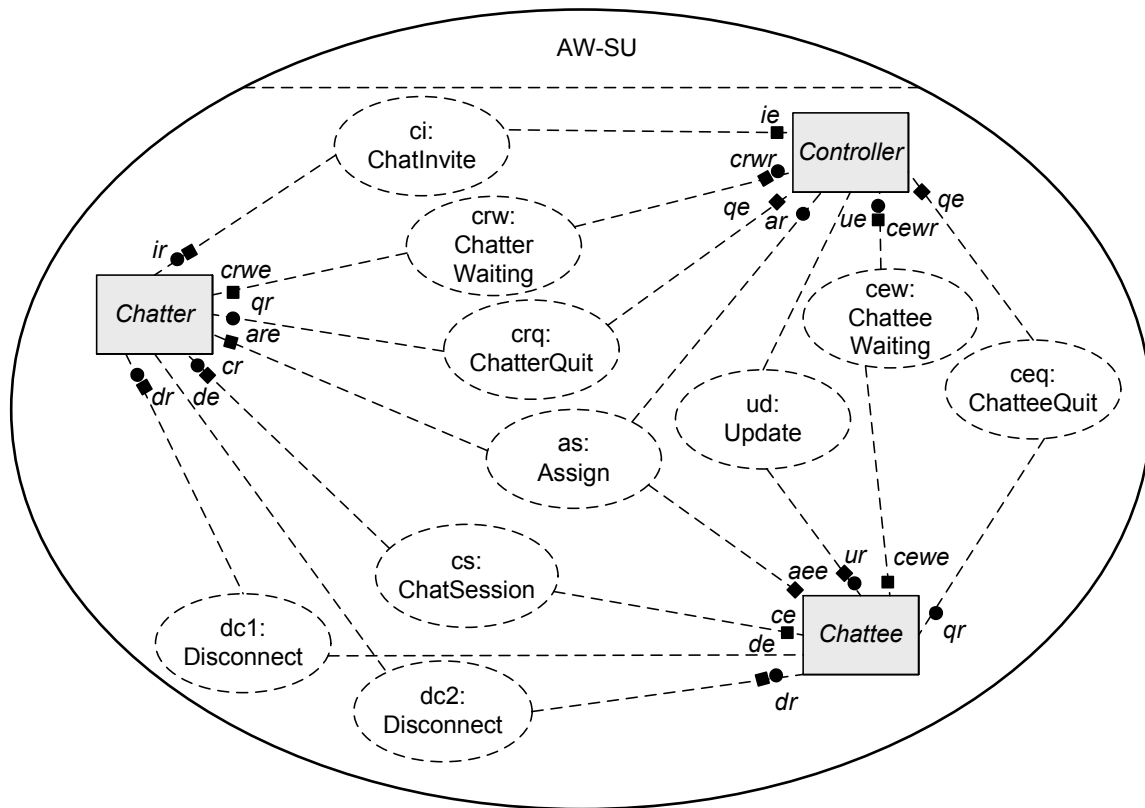 AW-SU
ci:
ChatInvite
ie
Controller
crwr
qe
ar
ue
cewr
qe
crw:
Chatter
Waiting
ir
crwe
Chatter
qr
are
cr
de
dr
crq:
ChatterQuit
cew:
Chattee
Waiting
ceq:
ChatteeQuit
ud:
Update
as:
Assign
cs:
ChatSession
aee
ur
cewe
ce
de
Chattee
qr
dr
dc1:
Disconnect
dc2:
Disconnect